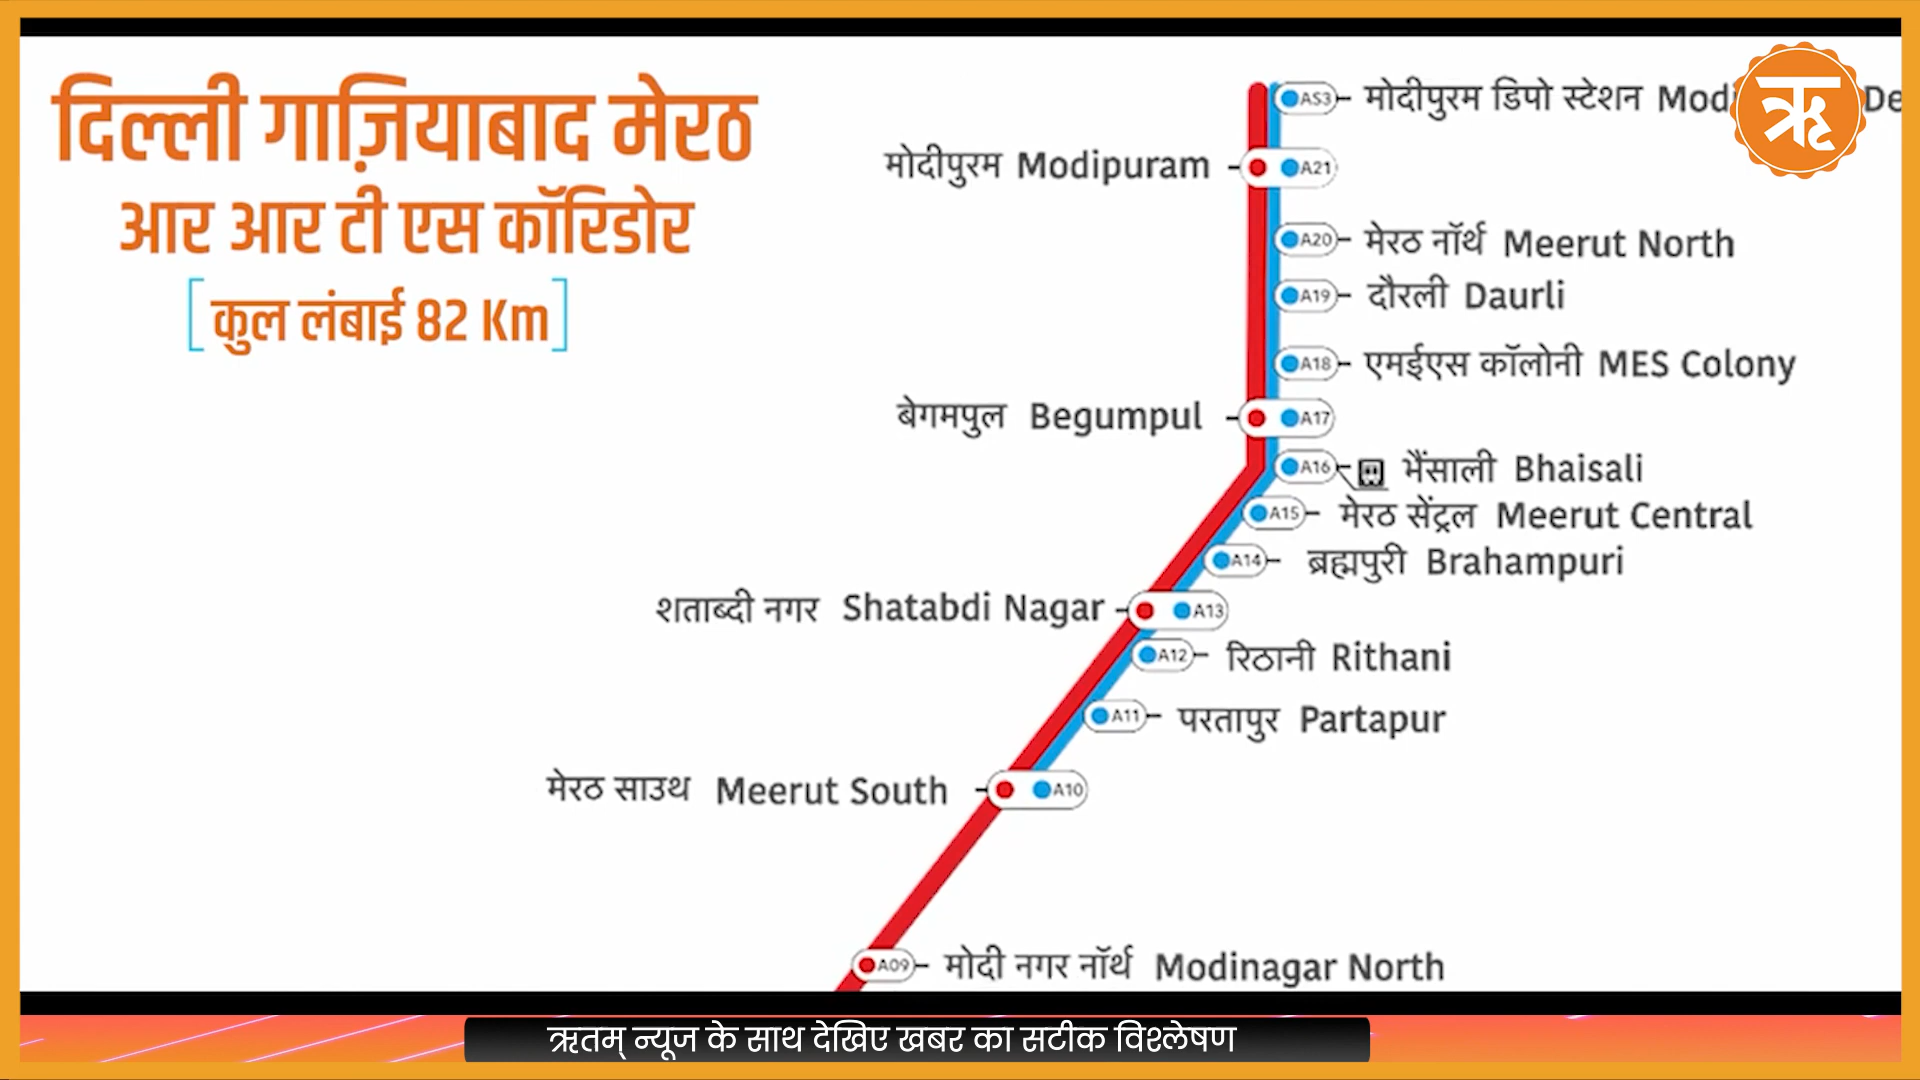 दिल्ली गाज़ियाबाद मेरठ
आर आर टी एस कॉरिडोर
[कुल लंबाई 82 Km]
AS3 मोदीपुरम डिपो स्टेशन
मोदीपुरम Modipuram A21
A20 मेरठ नॉर्थ Meerut North
A19 दौरली Daurli
A18 एमईएस कॉलोनी MES Colony
बेगमपुल Begumpul A17
A16 भैंसाली Bhaisali
A15 मेरठ सेंट्रल Meerut Central
A14 ब्रह्मपुरी Brahampuri
शताब्दी नगर Shatabdi Nagar A13
A12 रिठानी Rithani
A11 परतापुर Partapur
मेरठ साउथ Meerut South A10
A09 मोदी नगर नॉर्थ Modinagar North
ऋ
ऋतम् न्यूज के साथ देखिए खबर का सटीक विश्लेषण